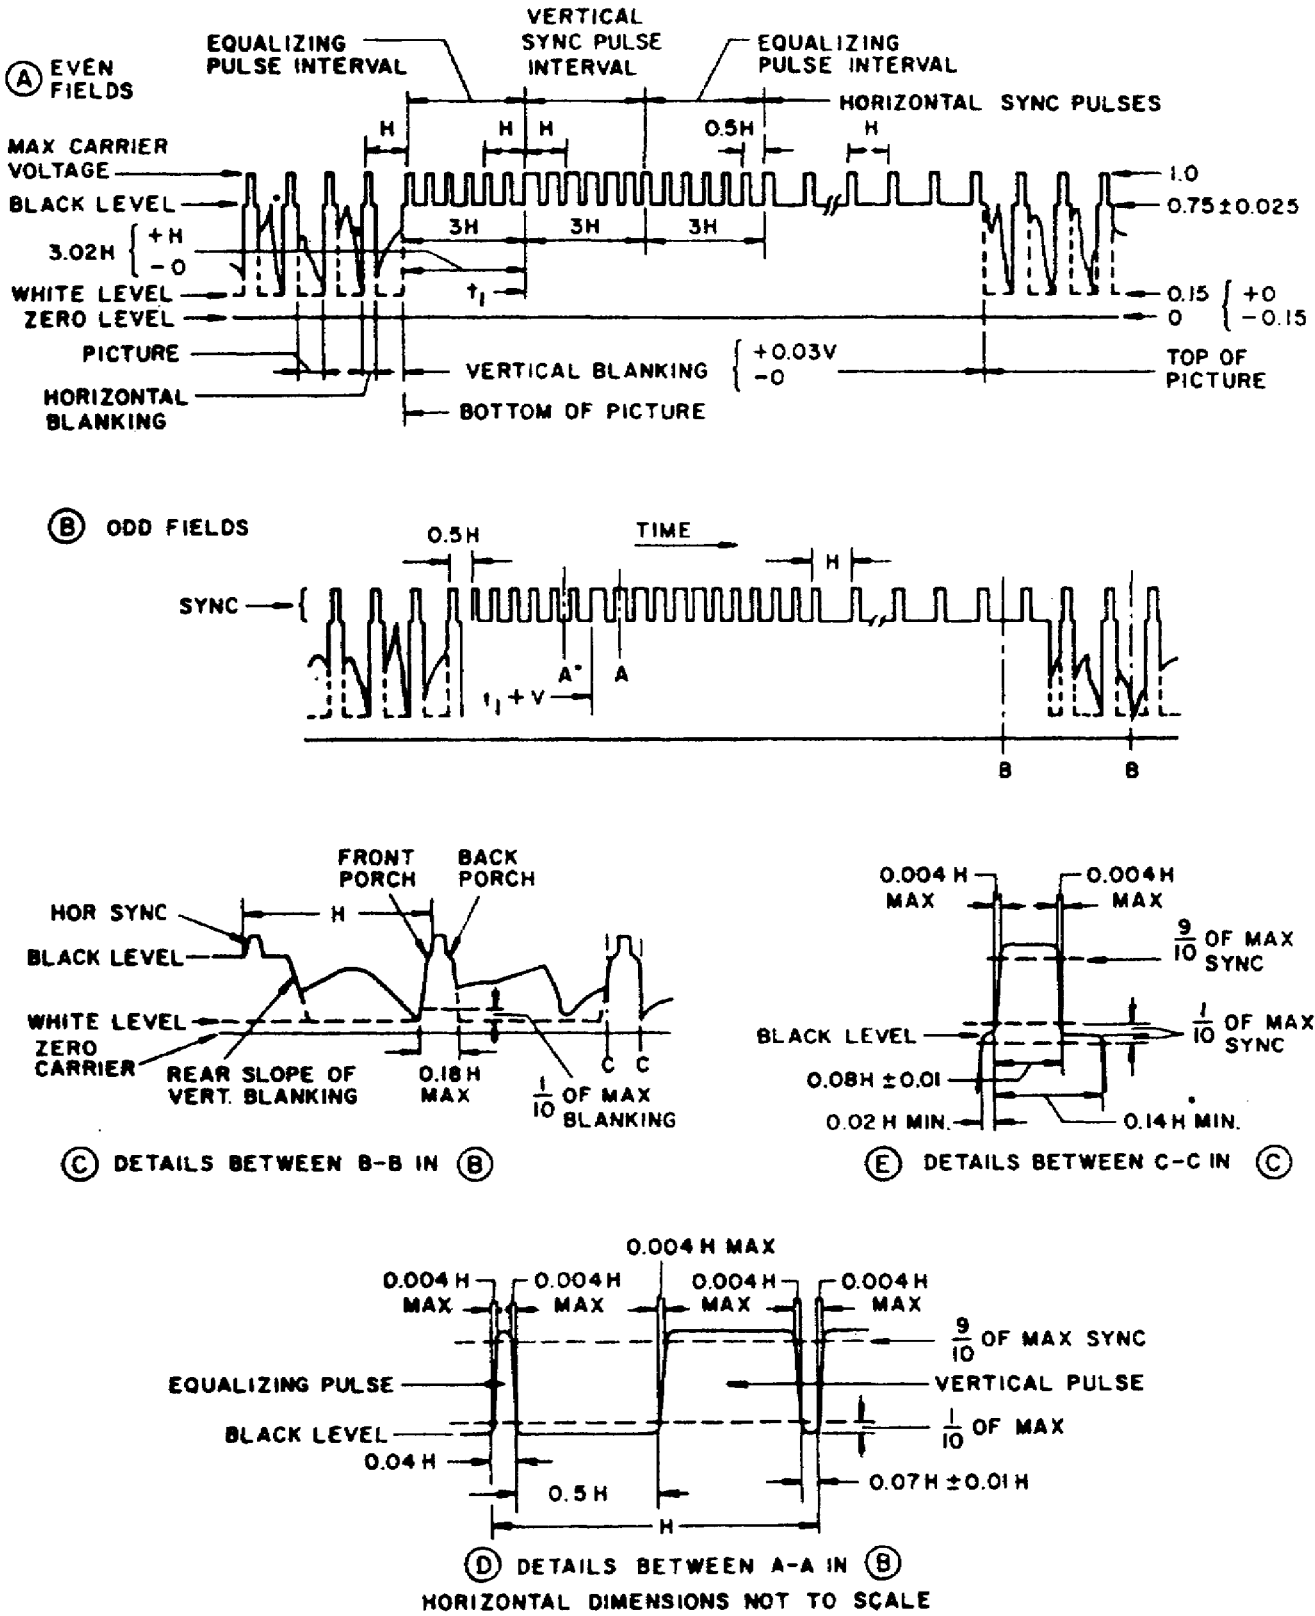 VERTICAL
SYNC PULSE
INTERVAL
EQUALIZING
PULSE INTERVAL
EQUALIZING
PULSE INTERVAL
A EVEN
FIELDS
HORIZONTAL SYNC PULSES
H
H
H
0.5H
H
MAX CARRIER
VOLTAGE
1.0
BLACK LEVEL
0.75 ± 0.025
3H
3H
3H
3.02H { +H
-0
t₁
WHITE LEVEL
0.15 { +0
-0.15
ZERO LEVEL
0
PICTURE
VERTICAL BLANKING { +0.03V
-0
TOP OF
PICTURE
HORIZONTAL
BLANKING
BOTTOM OF PICTURE
B ODD FIELDS
0.5H
TIME
H
SYNC
A
A
t₁ + V
B
B
FRONT
PORCH
BACK
PORCH
HOR SYNC
H
BLACK LEVEL
WHITE LEVEL
ZERO
CARRIER
REAR SLOPE OF
VERT. BLANKING
0.18H
MAX
1/10 OF MAX
BLANKING
C
C
C DETAILS BETWEEN B-B IN B
0.004 H
MAX
0.004 H
MAX
9/10 OF MAX
SYNC
BLACK LEVEL
1/10 OF MAX
SYNC
0.08H ± 0.01
0.02 H MIN.
0.14 H MIN.
E DETAILS BETWEEN C-C IN C
0.004 H MAX
0.004 H
MAX
0.004 H
MAX
0.004 H
MAX
0.004 H
MAX
9/10 OF MAX SYNC
EQUALIZING PULSE
VERTICAL PULSE
BLACK LEVEL
1/10 OF MAX
0.04 H
0.5 H
0.07 H ± 0.01 H
H
D DETAILS BETWEEN A-A IN B
HORIZONTAL DIMENSIONS NOT TO SCALE